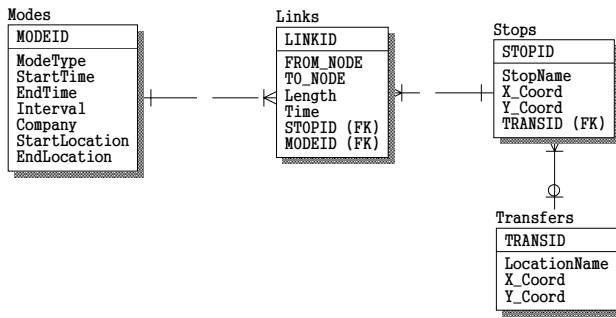 Modes
MODEID
ModeType
StartTime
EndTime
Interval
Company
StartLocation
EndLocation
Links
LINKID
FROM_NODE
TO_NODE
Length
Time
STOPID (FK)
MODEID (FK)
Stops
STOPID
StopName
X_Coord
Y_Coord
TRANSID (FK)
Transfers
TRANSID
LocationName
X_Coord
Y_Coord